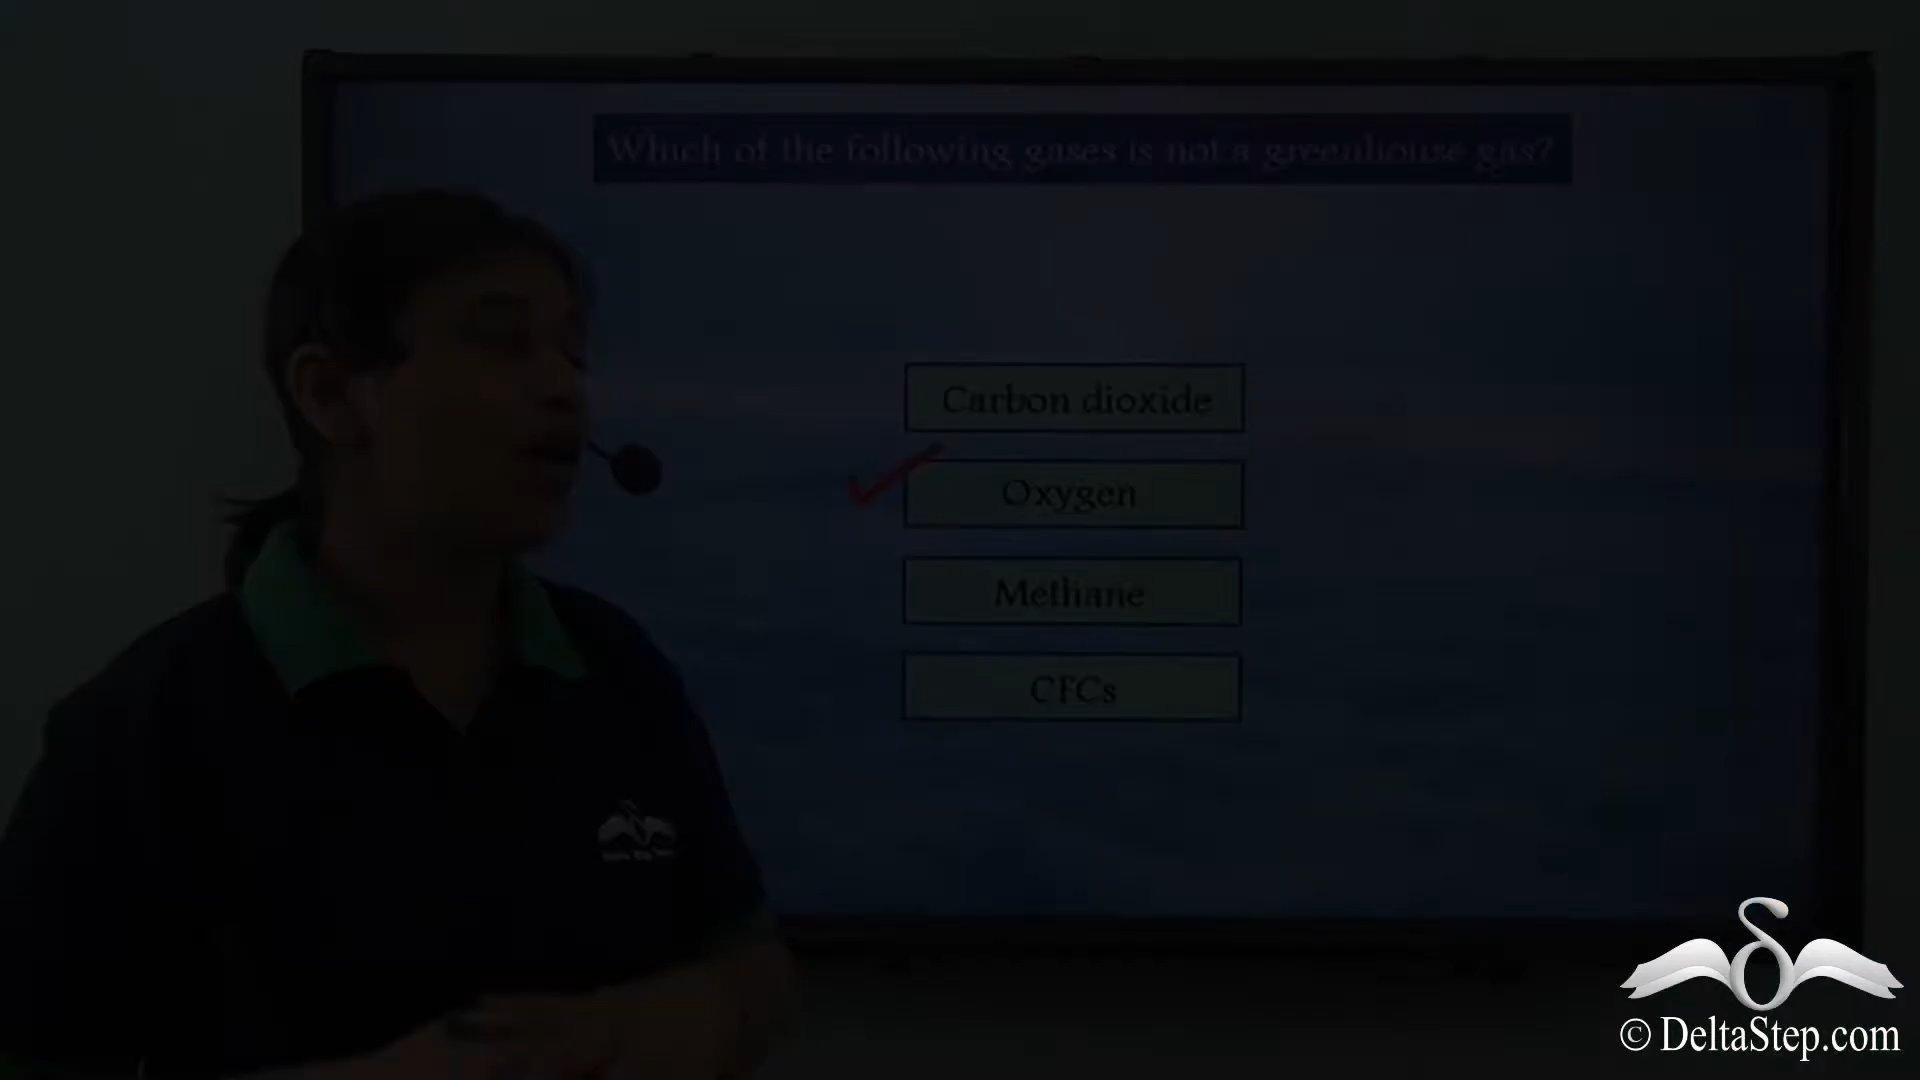 Which of the following gases is not a greenhouse gas?
Carbon dioxide
Oxygen
Methane
CFCs
© DeltaStep.com